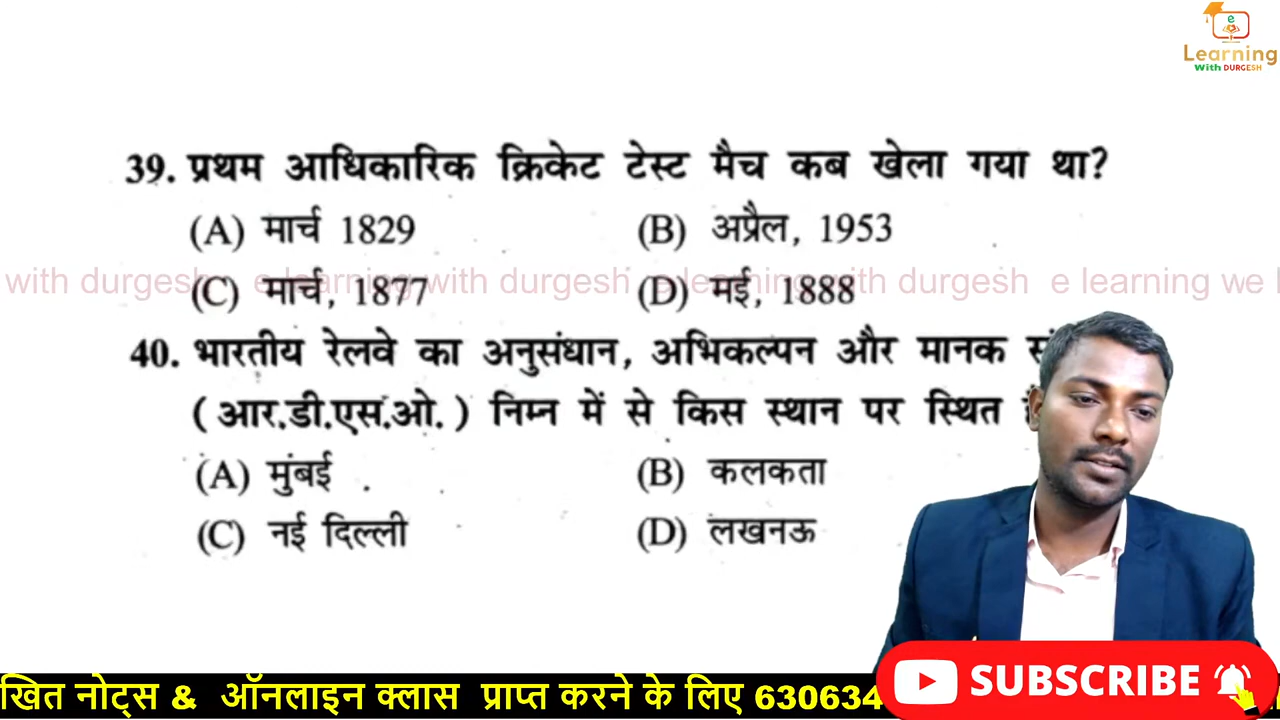 e
Learning
With DURGESH
39. प्रथम आधिकारिक क्रिकेट टेस्ट मैच कब खेला गया था?
(A) मार्च 1829 (B) अप्रैल, 1953
with durgesh e learning with durgesh e learning with durgesh e learning we
(C) मार्च, 1877 (D) मई, 1888
40. भारतीय रेलवे का अनुसंधान, अभिकल्पन और मानक
(आर.डी.एस.ओ.) निम्न में से किस स्थान पर स्थित
(A) मुंबई (B) कलकता
(C) नई दिल्ली (D) लखनऊ
SUBSCRIBE
खित नोट्स & ऑनलाइन क्लास प्राप्त करने के लिए 630634